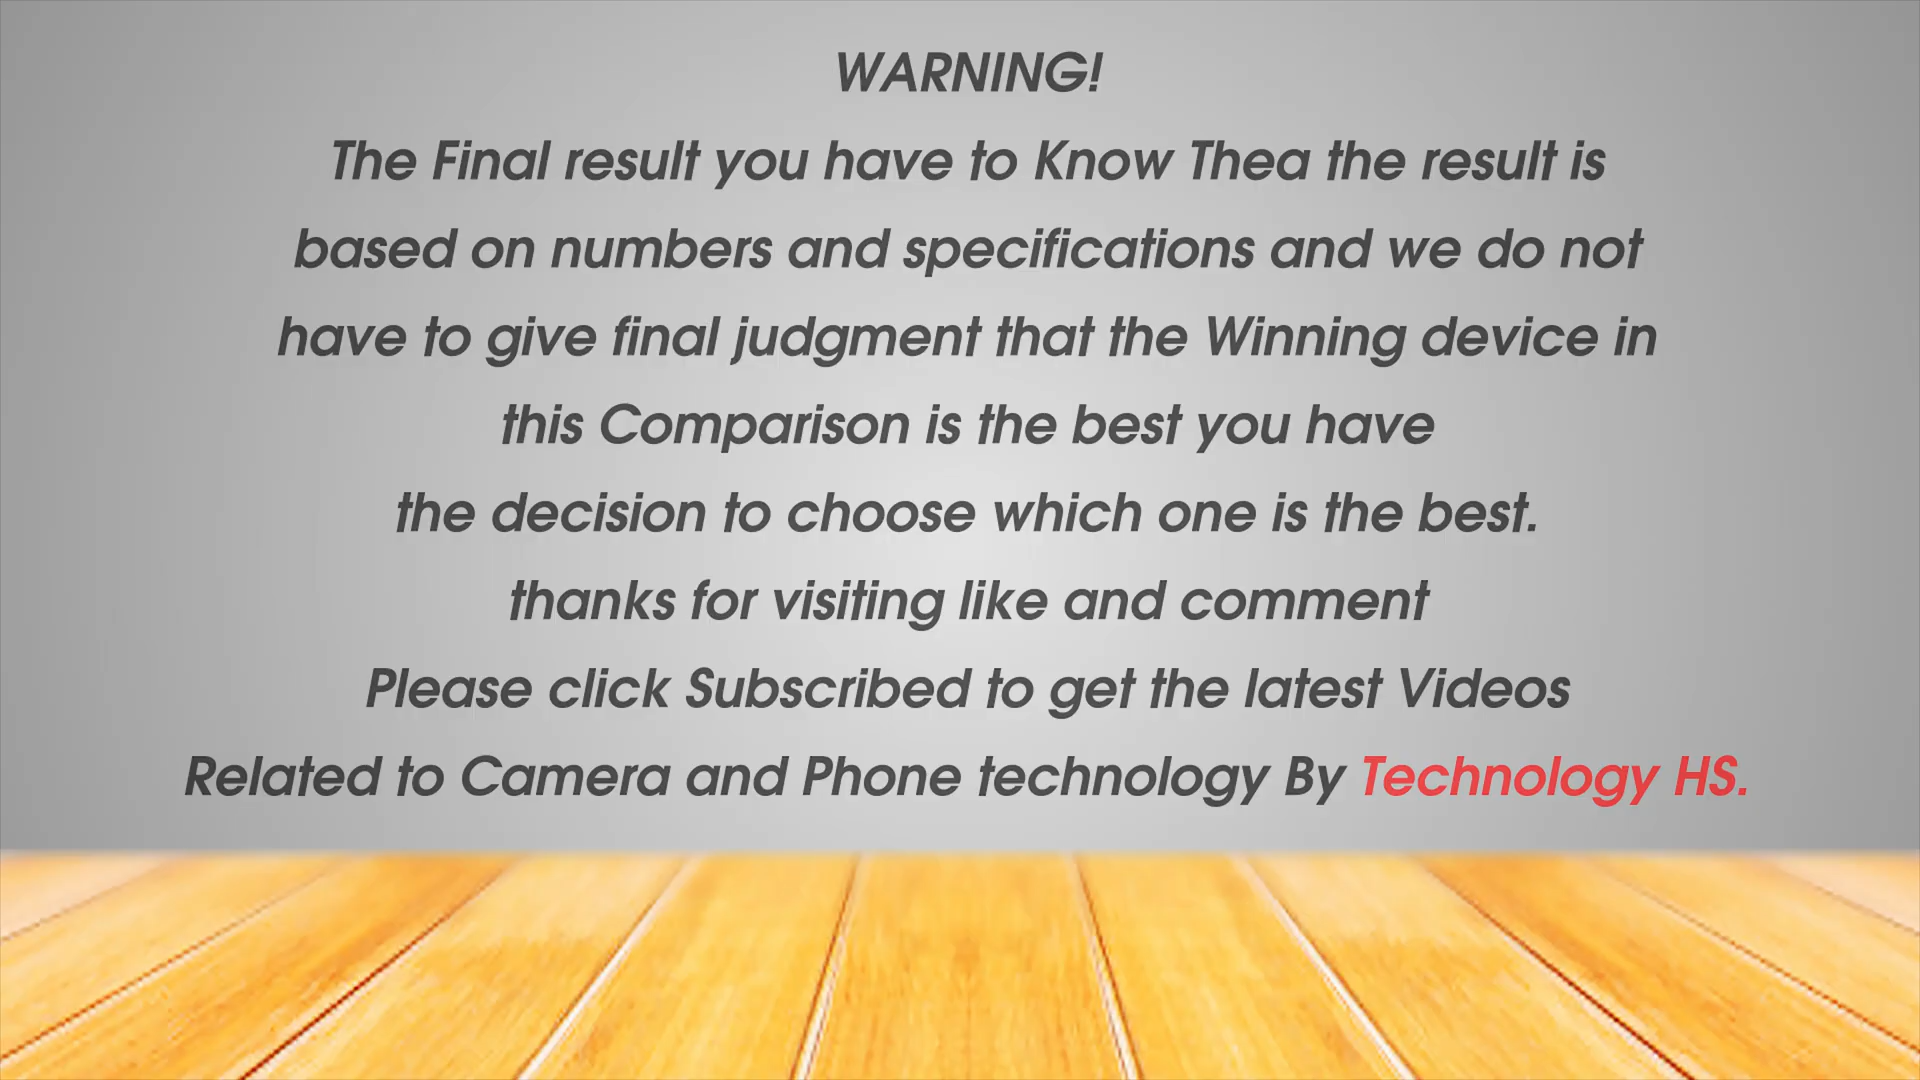 WARNING!
The Final result you have to Know Thea the result is
based on numbers and specifications and we do not
have to give final judgment that the Winning device in
this Comparison is the best you have
the decision to choose which one is the best.
thanks for visiting like and comment
Please click Subscribed to get the latest Videos
Related to Camera and Phone technology By Technology HS.